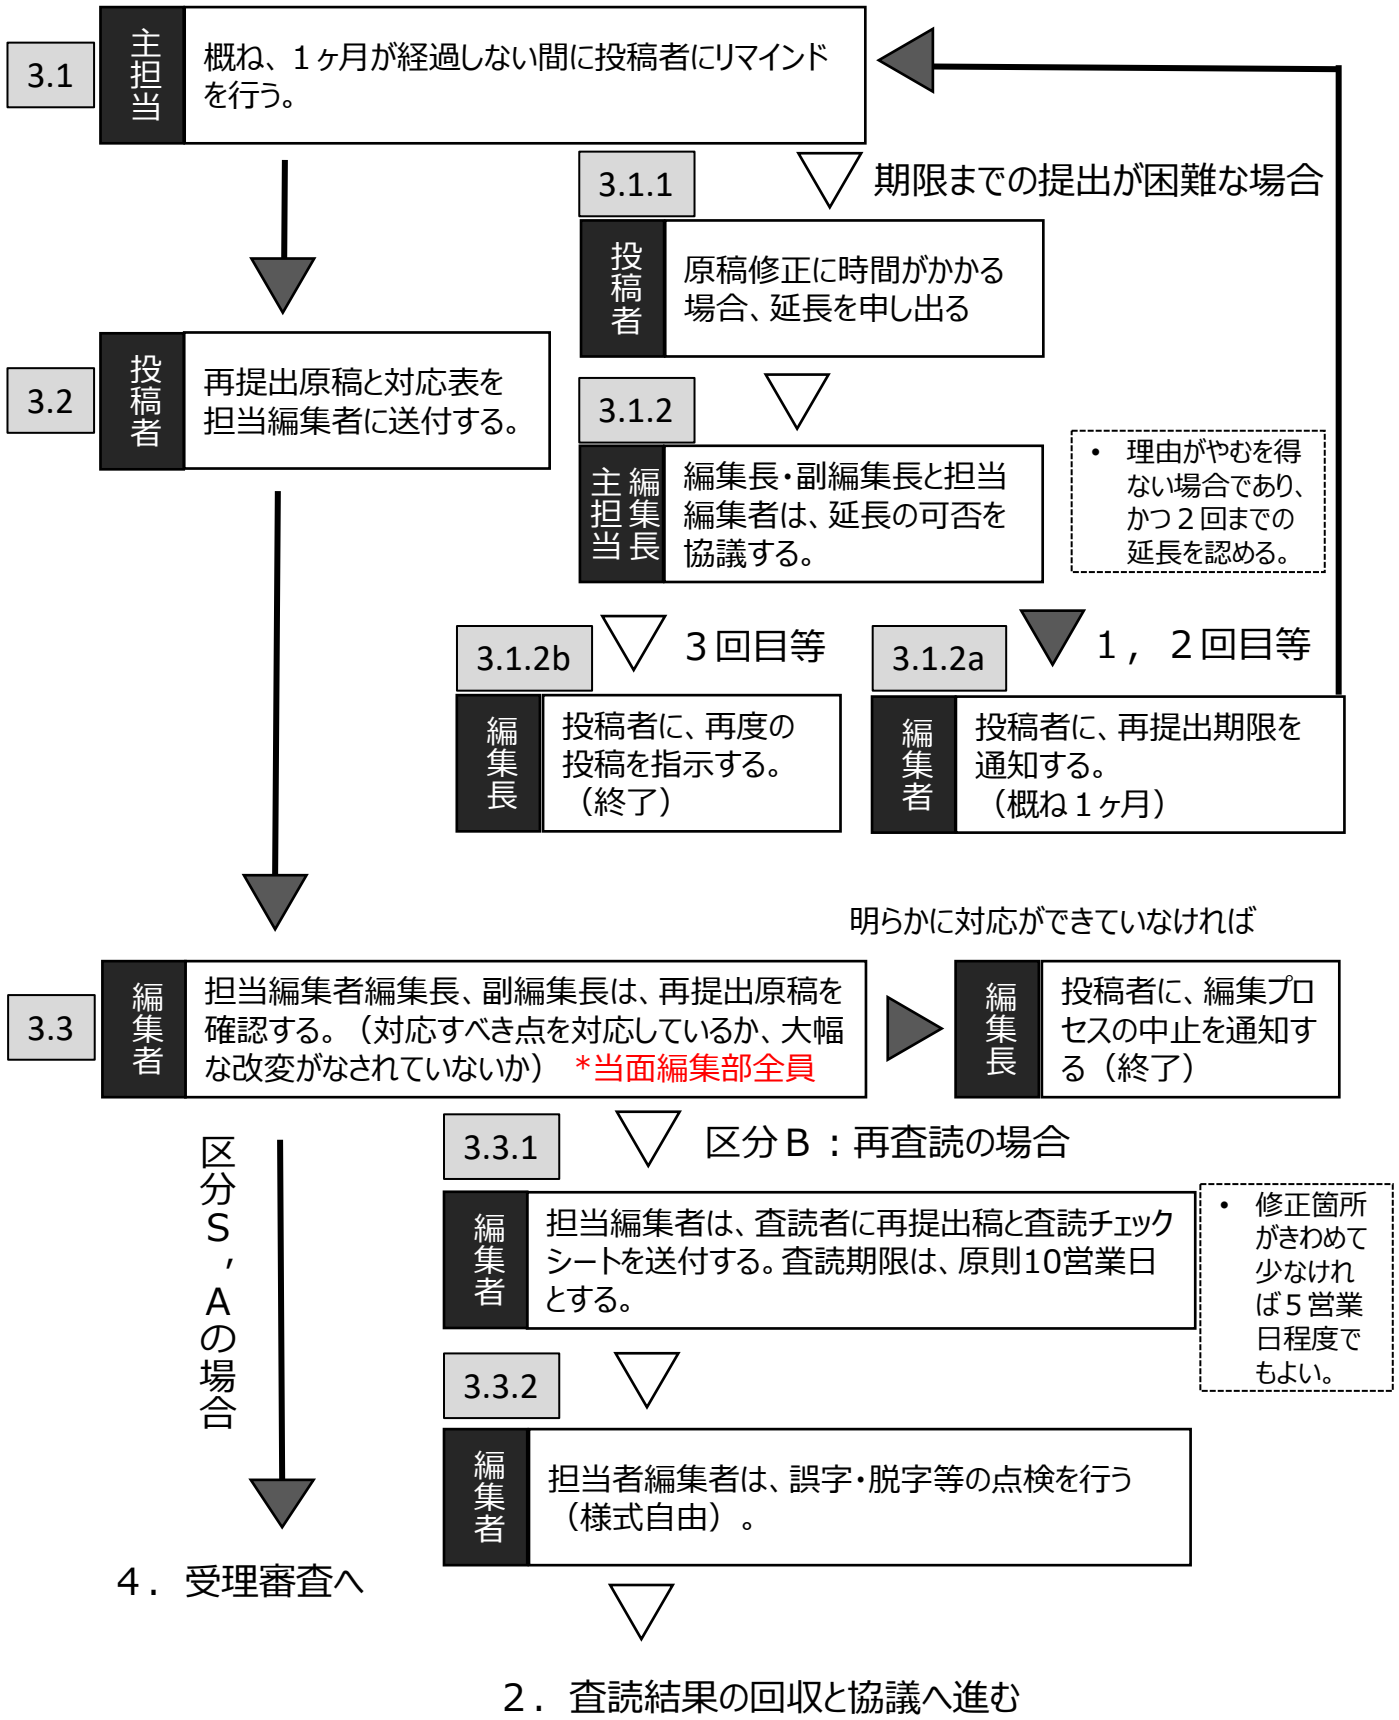 3.1
主担当
概ね、１ヶ月が経過しない間に投稿者にリマインド
を行う。
3.1.1
期限までの提出が困難な場合
投稿者
原稿修正に時間がかかる
場合、延長を申し出る
3.2
投稿者
再提出原稿と対応表を
担当編集者に送付する。
3.1.2
編集長
主担当
編集長・副編集長と担当
編集者は、延長の可否を
協議する。
• 理由がやむを得
ない場合であり、
かつ２回までの
延長を認める。
3.1.2b
３回目等
編集長
投稿者に、再度の
投稿を指示する。
（終了）
3.1.2a
１，２回目等
編集者
投稿者に、再提出期限を
通知する。
（概ね１ヶ月）
明らかに対応ができていなければ
3.3
編集者
担当編集者編集長、副編集長は、再提出原稿を
確認する。（対応すべき点を対応しているか、大幅
な改変がなされていないか） *当面編集部全員
編集長
投稿者に、編集プロ
セスの中止を通知す
る（終了）
区分Ｓ，Ａの場合
3.3.1
区分Ｂ：再査読の場合
編集者
担当編集者は、査読者に再提出稿と査読チェック
シートを送付する。査読期限は、原則10営業日
とする。
• 修正箇所
がきわめて
少なけれ
ば５営業
日程度で
もよい。
3.3.2
編集者
担当者編集者は、誤字・脱字等の点検を行う
（様式自由）。
４．受理審査へ
２．査読結果の回収と協議へ進む